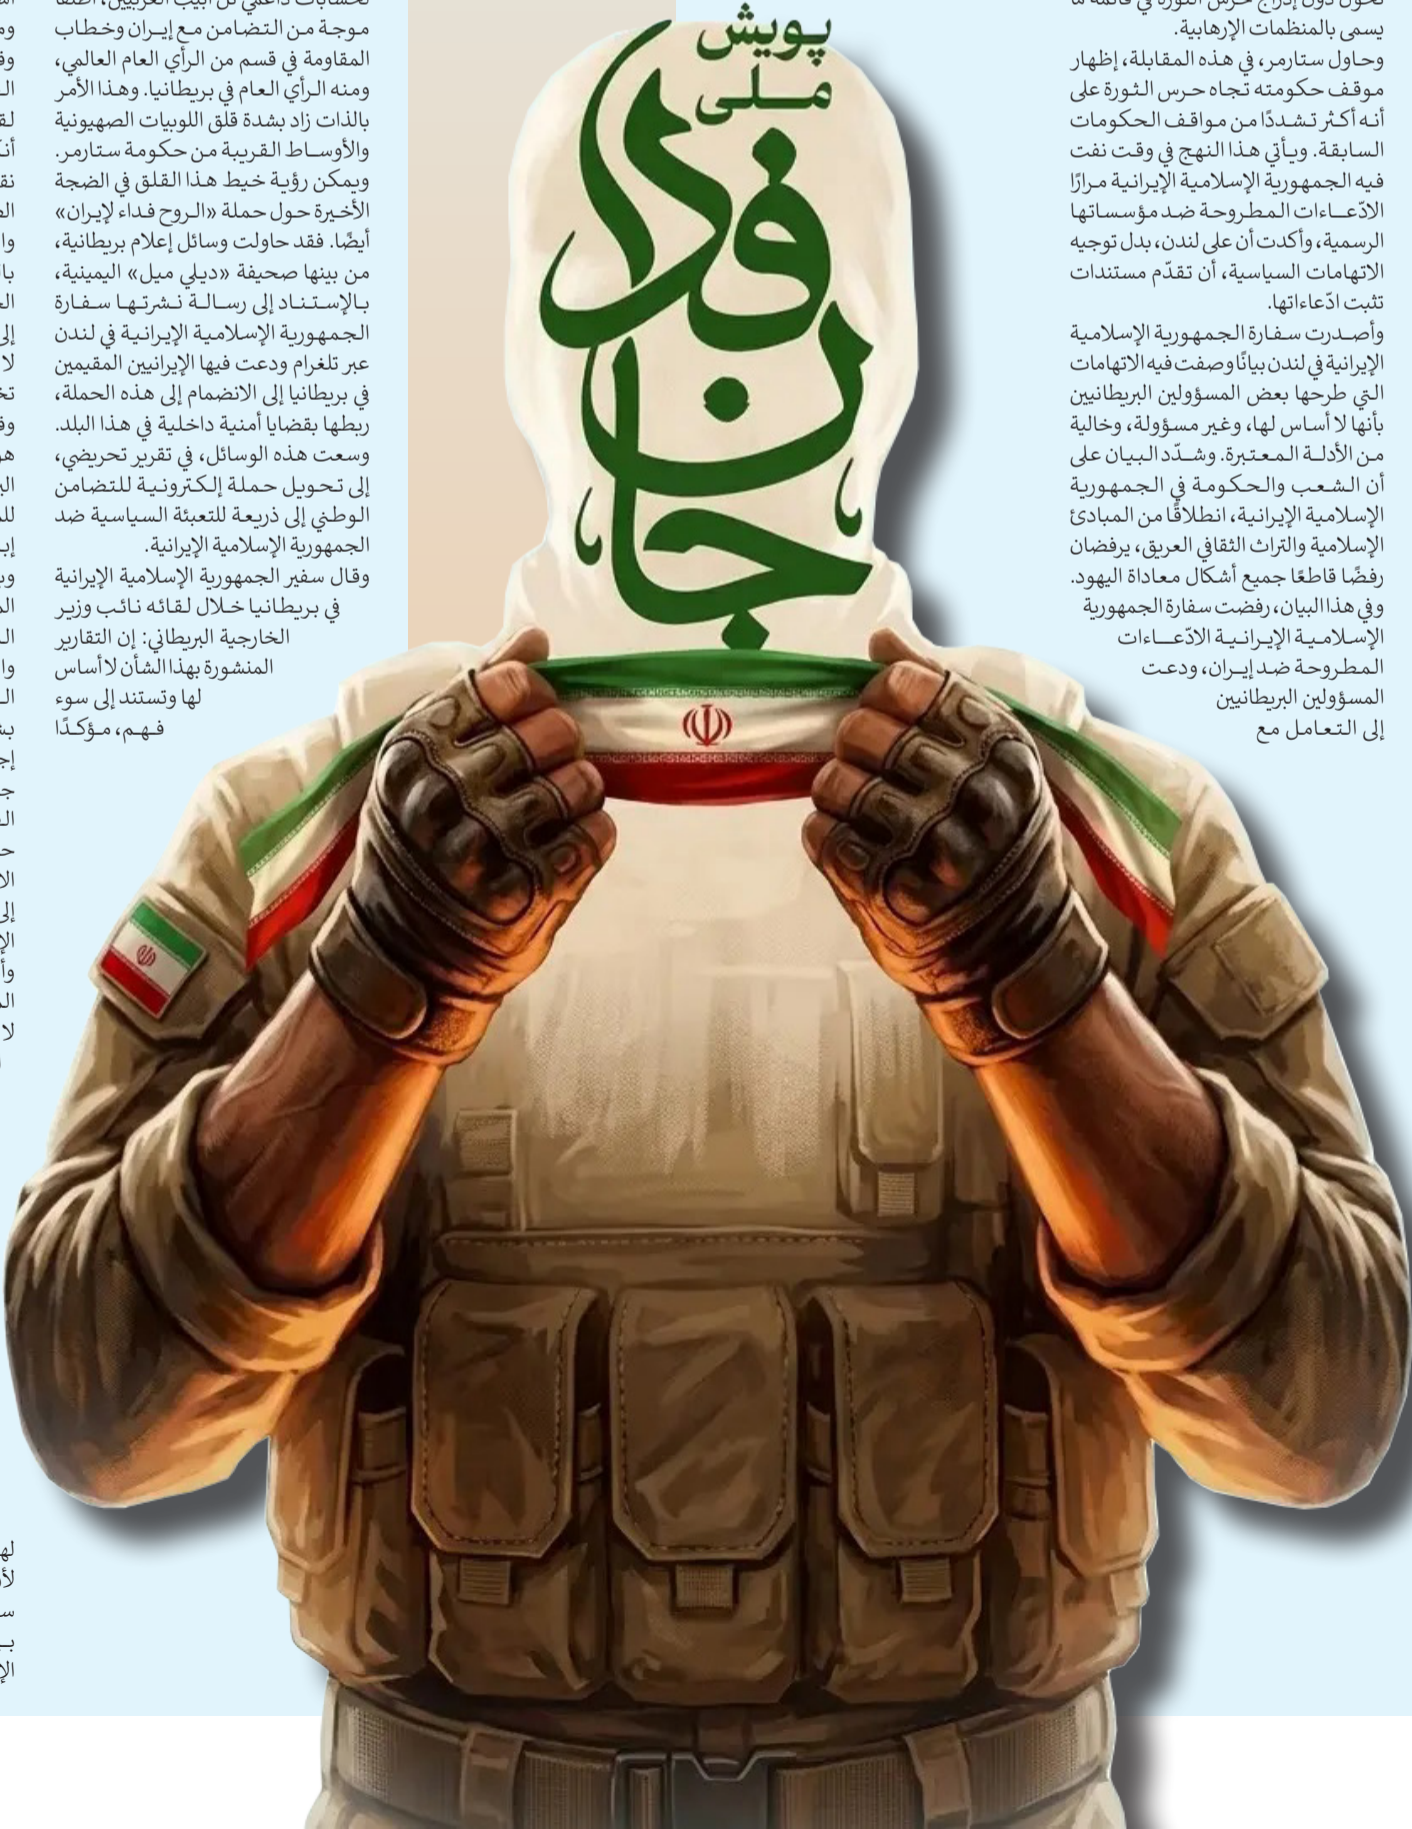 يسمى بالمنظمات الإرهابية.
وحاول ستارمر، في هذه المقابلة، إظهار
موقف حكومته تجاه حرس الثورة على
أنه أكثر تشددًا من مواقف الحكومات
السابقة. ويأتي هذا النهج في وقت نفت
فيه الجمهورية الإسلامية الإيرانية مرارًا
الادّعاءات المطروحة ضد مؤسساتها
الرسمية، وأكدت أن على لندن، بدل توجيه
الاتهامات السياسية، أن تقدّم مستندات
تثبت ادّعاءاتها.
وأصدرت سفارة الجمهورية الإسلامية
الإيرانية في لندن بيانًا وصفت فيه الاتهامات
التي طرحها بعض المسؤولين البريطانيين
بأنها لا أساس لها، وغير مسؤولة، وخالية
من الأدلة المعتبرة. وشدّد البيان على
أن الشعب والحكومة في الجمهورية
الإسلامية الإيرانية، انطلاقًا من المبادئ
الإسلامية والتراث الثقافي العريق، يرفضان
رفضًا قاطعًا جميع أشكال معاداة اليهود.
وفي هذا البيان، رفضت سفارة الجمهورية
الإسلامية الإيرانية الادّعاءات
المطروحة ضد إيران، ودعت
المسؤولين البريطانيين
إلى التعامل مع
پویش
ملی
جان فدا
موجة من التضامن مع إيران وخطاب
المقاومة في قسم من الرأي العام العالمي،
ومنه الرأي العام في بريطانيا. وهذا الأمر
بالذات زاد بشدة قلق اللوبيات الصهيونية
والأوساط القريبة من حكومة ستارمر.
ويمكن رؤية خيط هذا القلق في الضجة
الأخيرة حول حملة «الروح فداء لإيران»
أيضًا. فقد حاولت وسائل إعلام بريطانية،
من بينها صحيفة «ديلي ميل» اليمينية،
بالإستناد إلى رسالة نشرتها سفارة
الجمهورية الإسلامية الإيرانية في لندن
عبر تلغرام ودعت فيها الإيرانيين المقيمين
في بريطانيا إلى الانضمام إلى هذه الحملة،
ربطها بقضايا أمنية داخلية في هذا البلد.
وسعت هذه الوسائل، في تقرير تحريضي،
إلى تحويل حملة إلكترونية للتضامن
الوطني إلى ذريعة للتعبئة السياسية ضد
الجمهورية الإسلامية الإيرانية.
وقال سفير الجمهورية الإسلامية الإيرانية
في بريطانيا خلال لقائه نائب وزير
الخارجية البريطاني: إن التقارير
المنشورة بهذا الشأن لا أساس
لها وتستند إلى سوء
فهم، مؤكدًا